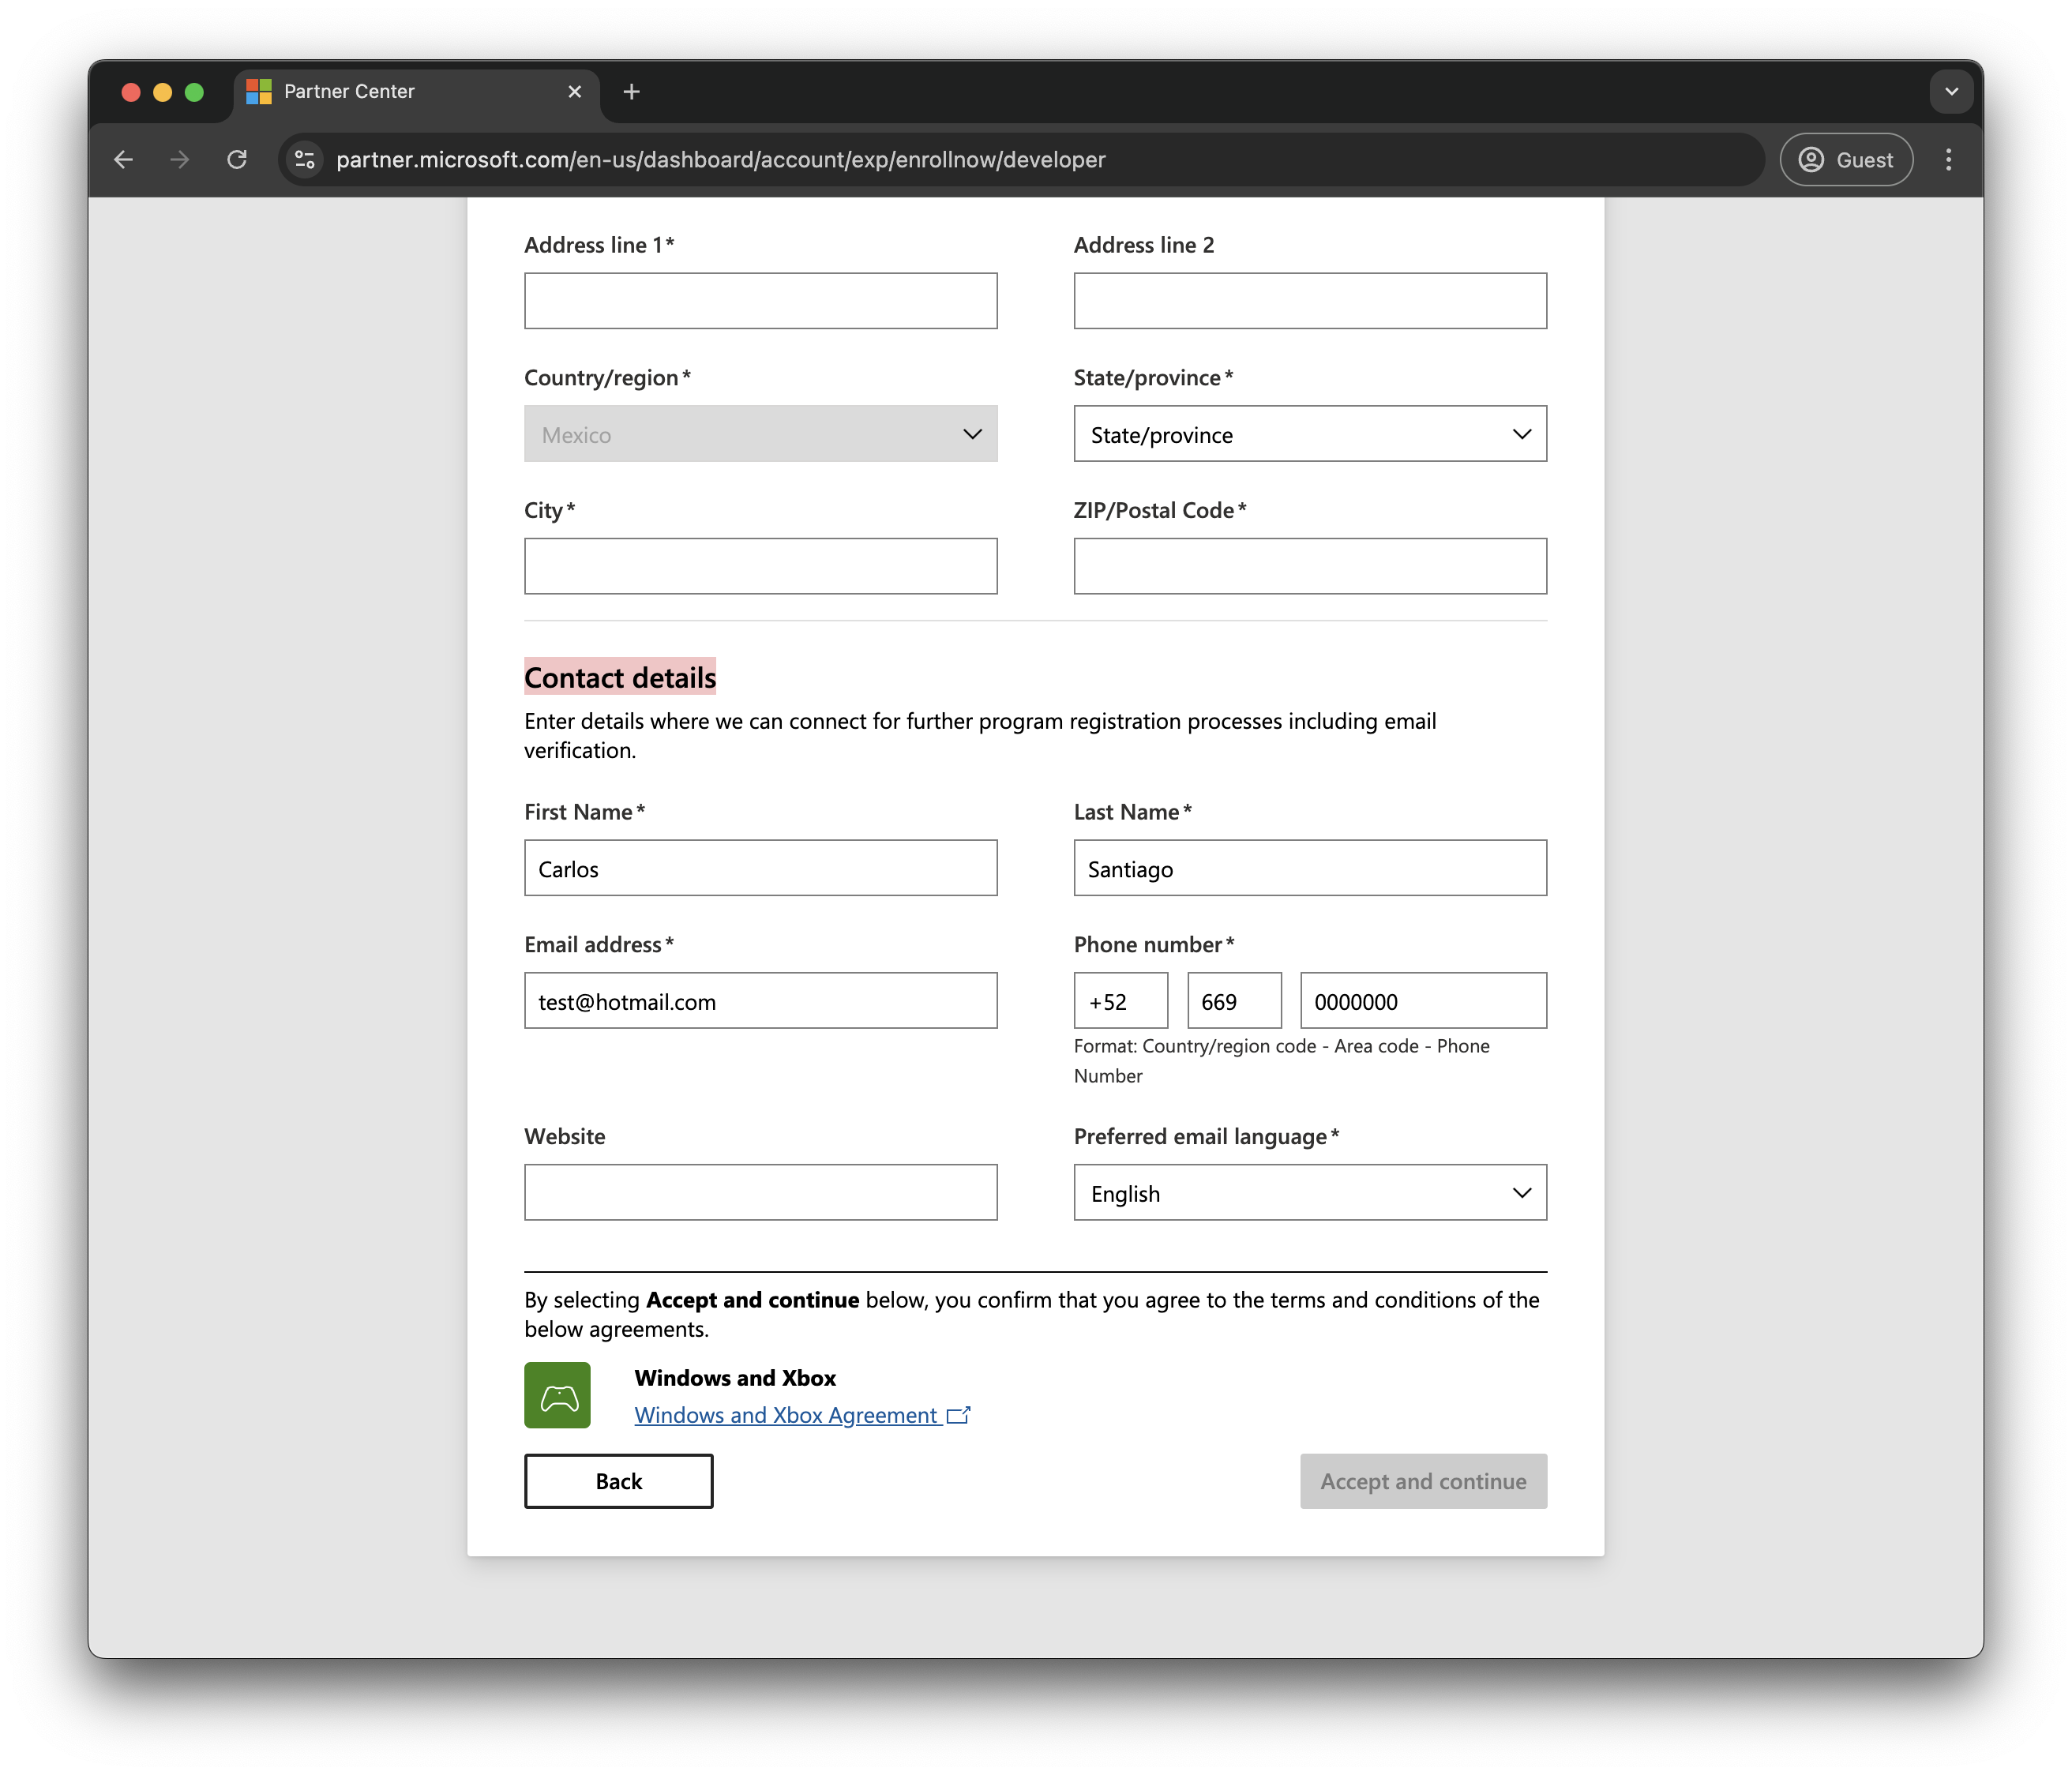 Partner Center
partner.microsoft.com/en-us/dashboard/account/exp/enrollnow/developer
Guest
Address line 1*
Address line 2
Country/region*
State/province*
Mexico
State/province
City*
ZIP/Postal Code*
Contact details
Enter details where we can connect for further program registration processes including email
verification.
First Name*
Last Name*
Carlos
Santiago
Email address*
Phone number*
test@hotmail.com
+52
669
0000000
Format: Country/region code - Area code - Phone
Number
Website
Preferred email language*
English
By selecting Accept and continue below, you confirm that you agree to the terms and conditions of the
below agreements.
Windows and Xbox
Windows and Xbox Agreement
Back
Accept and continue